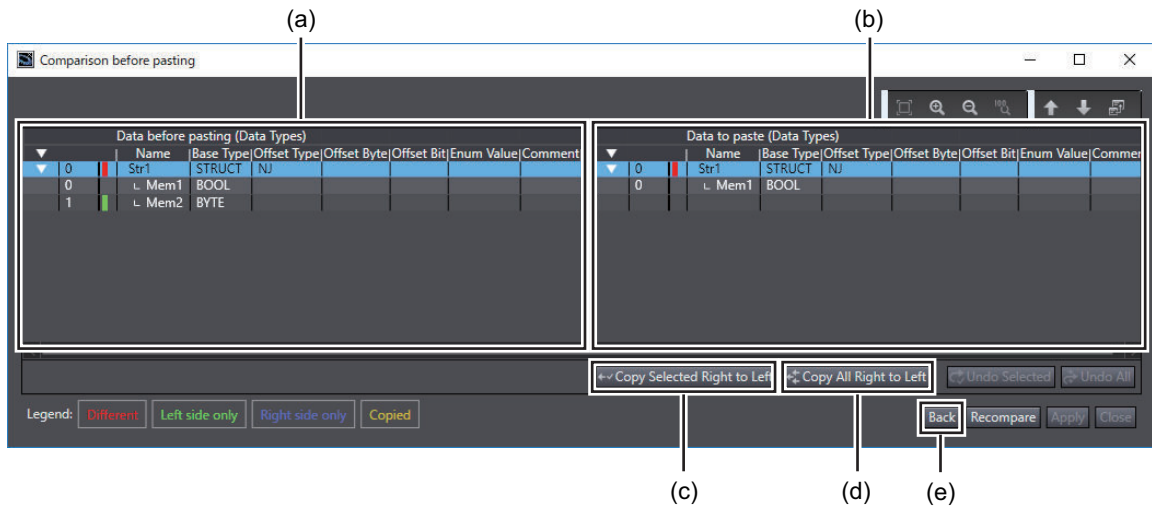 (a) (b)
Comparison before pasting
Data before pasting (Data Types) Data to paste (Data Types)
Name Base Type Offset Type Offset Byte Offset Bit Enum Value Comment Name Base Type Offset Type Offset Byte Offset Bit Enum Value Commer
0 Str1 STRUCT NJ 0 Str1 STRUCT NJ
0 Mem1 BOOL 0 Mem1 BOOL
1 Mem2 BYTE
Copy Selected Right to Left Copy All Right to Left Undo Selected Undo All
Legend: Different Left side only Right side only Copied Back Recompare Apply Close
(c) (d) (e)